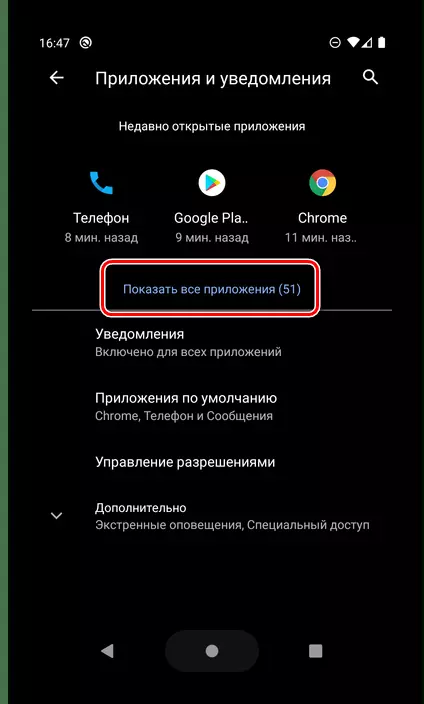 16:47
Приложения и уведомления
Недавно открытые приложения
Телефон Google Pla.. Chrome
8 мин. назад 9 мин. назад 11 мин. наз..
Показать все приложения (51)
Уведомления
Включено для всех приложений
Приложения по умолчанию
Chrome, Телефон и Сообщения
Управление разрешениями
Дополнительно
Экстренные оповещения, Специальный доступ